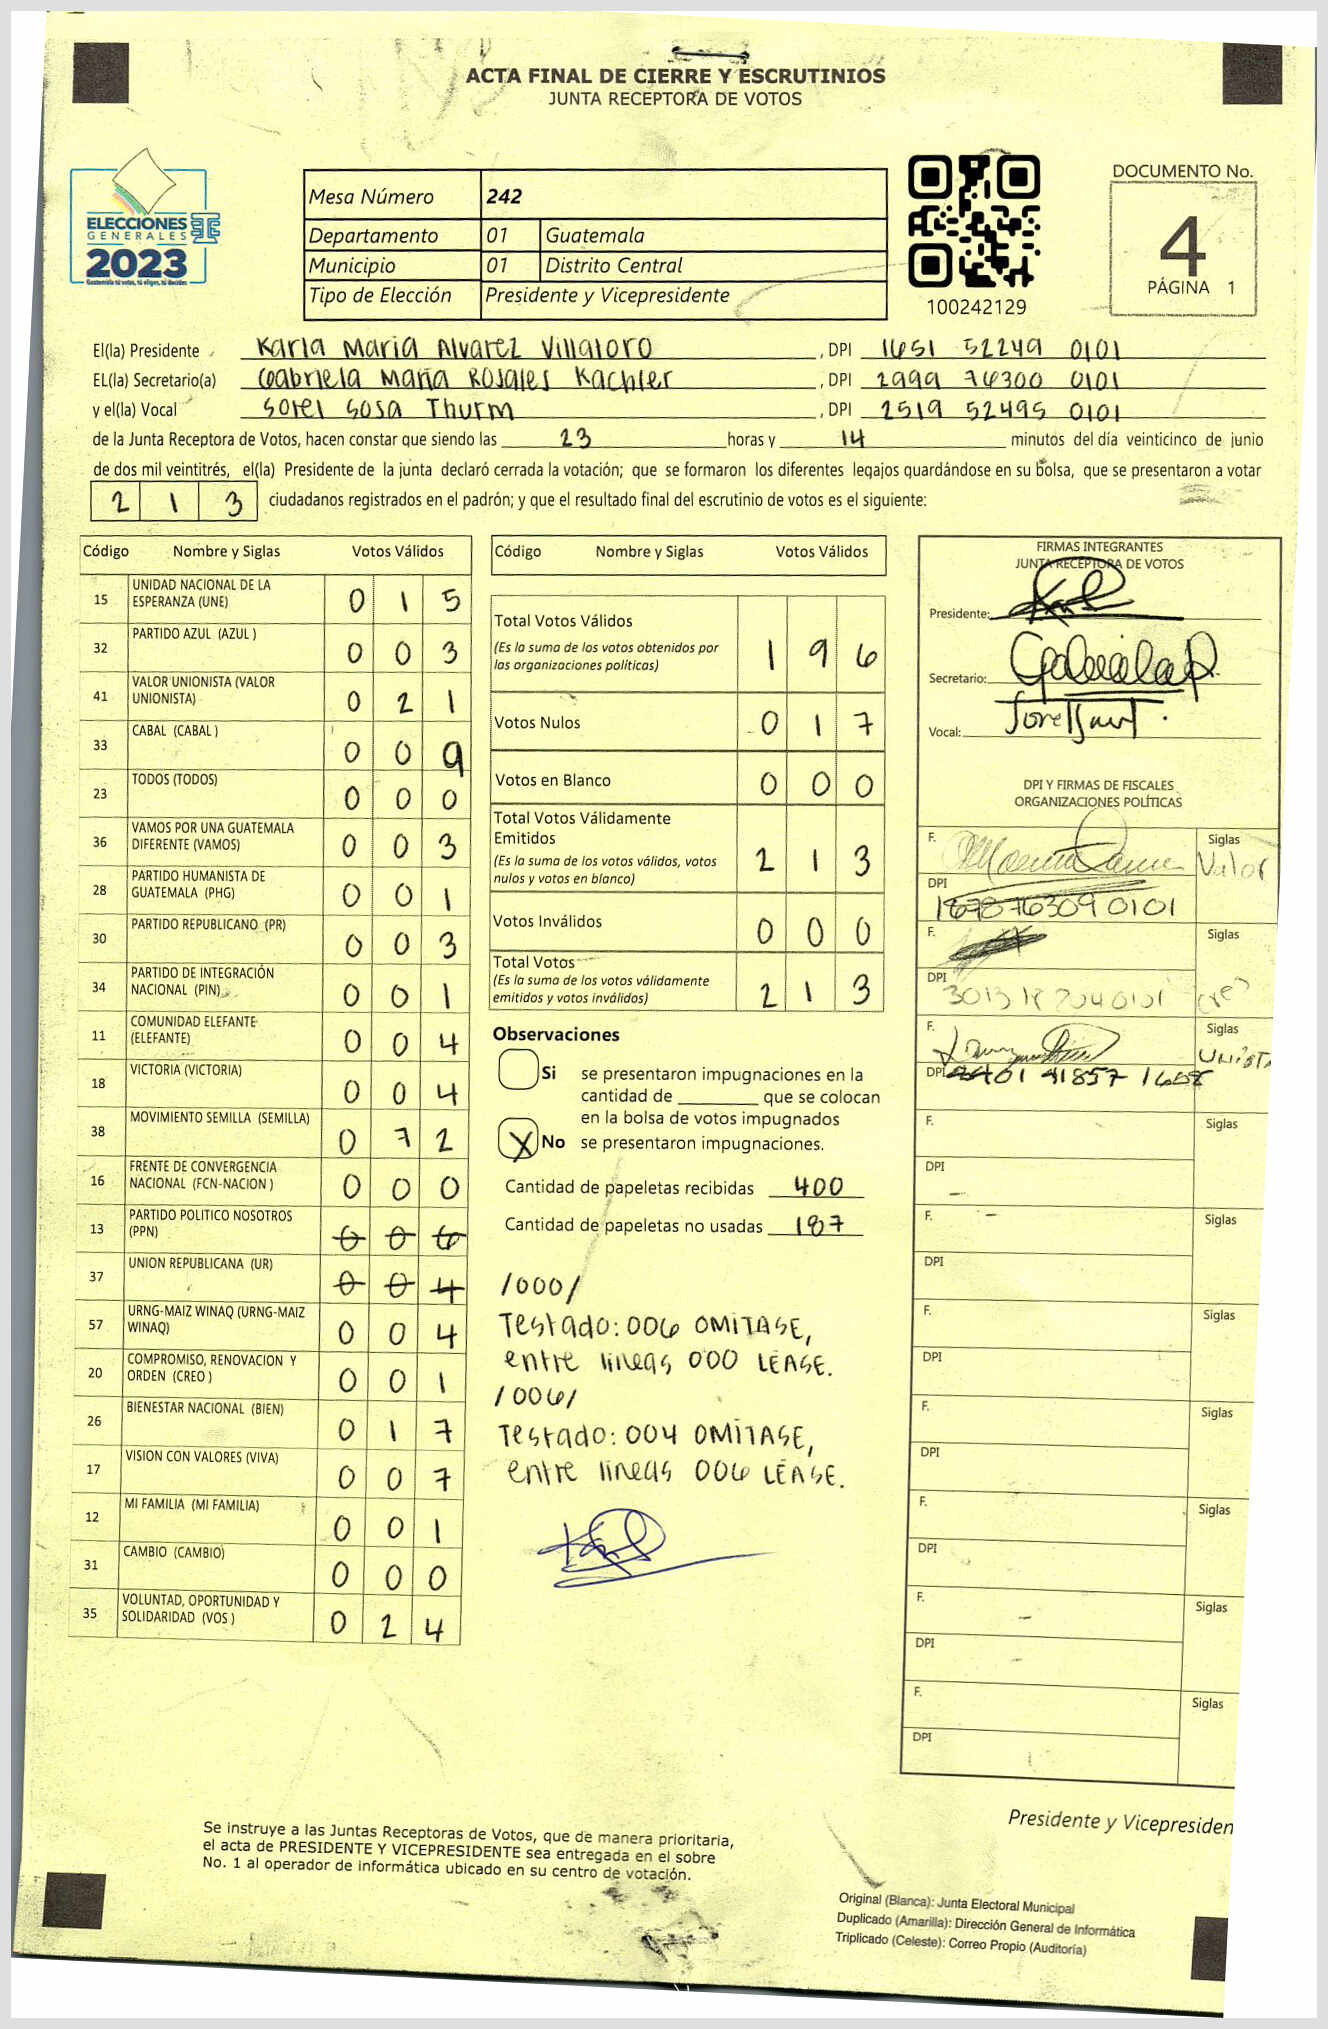 ACTA FINAL DE CIERRE Y ESCRUTINIOS
JUNTA RECEPTORA DE VOTOS
ELECCIONES
GENERALES
2023
Guatemala tú votas, tú eliges, tú decides
Mesa Número 242
Departamento 01 Guatemala
Municipio 01 Distrito Central
Tipo de Elección Presidente y Vicepresidente
100242129
DOCUMENTO No.
4
PÁGINA 1
El(la) Presidente Karla Maria Alvarez Villatoro , DPI 1651 52249 0101
EL(la) Secretario(a) Gabriela Maria Rosales Kachler , DPI 2999 76300 0101
y el(la) Vocal Sorel Sosa Thurm , DPI 2519 52495 0101
de la Junta Receptora de Votos, hacen constar que siendo las 23 horas y 14 minutos del día veinticinco de junio
de dos mil veintitrés, el(la) Presidente de la junta declaró cerrada la votación; que se formaron los diferentes legajos quardándose en su bolsa, que se presentaron a votar
2 1 3 ciudadanos registrados en el padrón; y que el resultado final del escrutinio de votos es el siguiente:
Código Nombre y Siglas Votos Válidos
15 UNIDAD NACIONAL DE LA ESPERANZA (UNE) 0 1 5
32 PARTIDO AZUL (AZUL ) 0 0 3
41 VALOR UNIONISTA (VALOR UNIONISTA) 0 2 1
33 CABAL (CABAL ) 0 0 9
23 TODOS (TODOS) 0 0 0
36 VAMOS POR UNA GUATEMALA DIFERENTE (VAMOS) 0 0 3
28 PARTIDO HUMANISTA DE GUATEMALA (PHG) 0 0 1
30 PARTIDO REPUBLICANO (PR) 0 0 3
34 PARTIDO DE INTEGRACIÓN NACIONAL (PIN) 0 0 1
11 COMUNIDAD ELEFANTE (ELEFANTE) 0 0 4
18 VICTORIA (VICTORIA) 0 0 4
38 MOVIMIENTO SEMILLA (SEMILLA) 0 7 2
16 FRENTE DE CONVERGENCIA NACIONAL (FCN-NACION ) 0 0 0
13 PARTIDO POLITICO NOSOTROS (PPN) 0 0 6
37 UNION REPUBLICANA (UR) 0 0 4
57 URNG-MAIZ WINAQ (URNG-MAIZ WINAQ) 0 0 4
20 COMPROMISO, RENOVACION Y ORDEN (CREO ) 0 0 1
26 BIENESTAR NACIONAL (BIEN) 0 1 7
17 VISION CON VALORES (VIVA) 0 0 7
12 MI FAMILIA (MI FAMILIA) 0 0 1
31 CAMBIO (CAMBIO) 0 0 0
35 VOLUNTAD, OPORTUNIDAD Y SOLIDARIDAD (VOS ) 0 2 4
Código Nombre y Siglas Votos Válidos
Total Votos Válidos 1 9 6
(Es la suma de los votos obtenidos por
las organizaciones políticas)
Votos Nulos 0 1 7
Votos en Blanco 0 0 0
Total Votos Válidamente
Emitidos 2 1 3
(Es la suma de los votos válidos, votos
nulos y votos en blanco)
Votos Inválidos 0 0 0
Total Votos 2 1 3
(Es la suma de los votos válidamente
emitidos y votos inválidos)
Observaciones
Si se presentaron impugnaciones en la
cantidad de ________ que se colocan
en la bolsa de votos impugnados
X No se presentaron impugnaciones.
Cantidad de papeletas recibidas 400
Cantidad de papeletas no usadas 187
/000/
Testado: 006 OMITASE,
entre lineas 000 LEASE.
/006/
Testado: 004 OMITASE,
entre lineas 006 LEASE.
FIRMAS INTEGRANTES
JUNTA RECEPTORA DE VOTOS
Presidente:
Secretario:
Vocal:
DPI Y FIRMAS DE FISCALES
ORGANIZACIONES POLÍTICAS
F. Siglas Valor
DPI 1878 76309 0101
F. Siglas
DPI
F. Siglas
DPI
F. Siglas
DPI
F. Siglas
DPI
F. Siglas
DPI
F. Siglas
DPI
F. Siglas
DPI
F. Siglas
DPI
F. Siglas
DPI
Presidente y Vicepresiden
Se instruye a las Juntas Receptoras de Votos, que de manera prioritaria,
el acta de PRESIDENTE Y VICEPRESIDENTE sea entregada en el sobre
No. 1 al operador de informática ubicado en su centro de votación.
Original (Blanca): Junta Electoral Municipal
Duplicado (Amarilla): Dirección General de Informática
Triplicado (Celeste): Correo Propio (Auditoría)